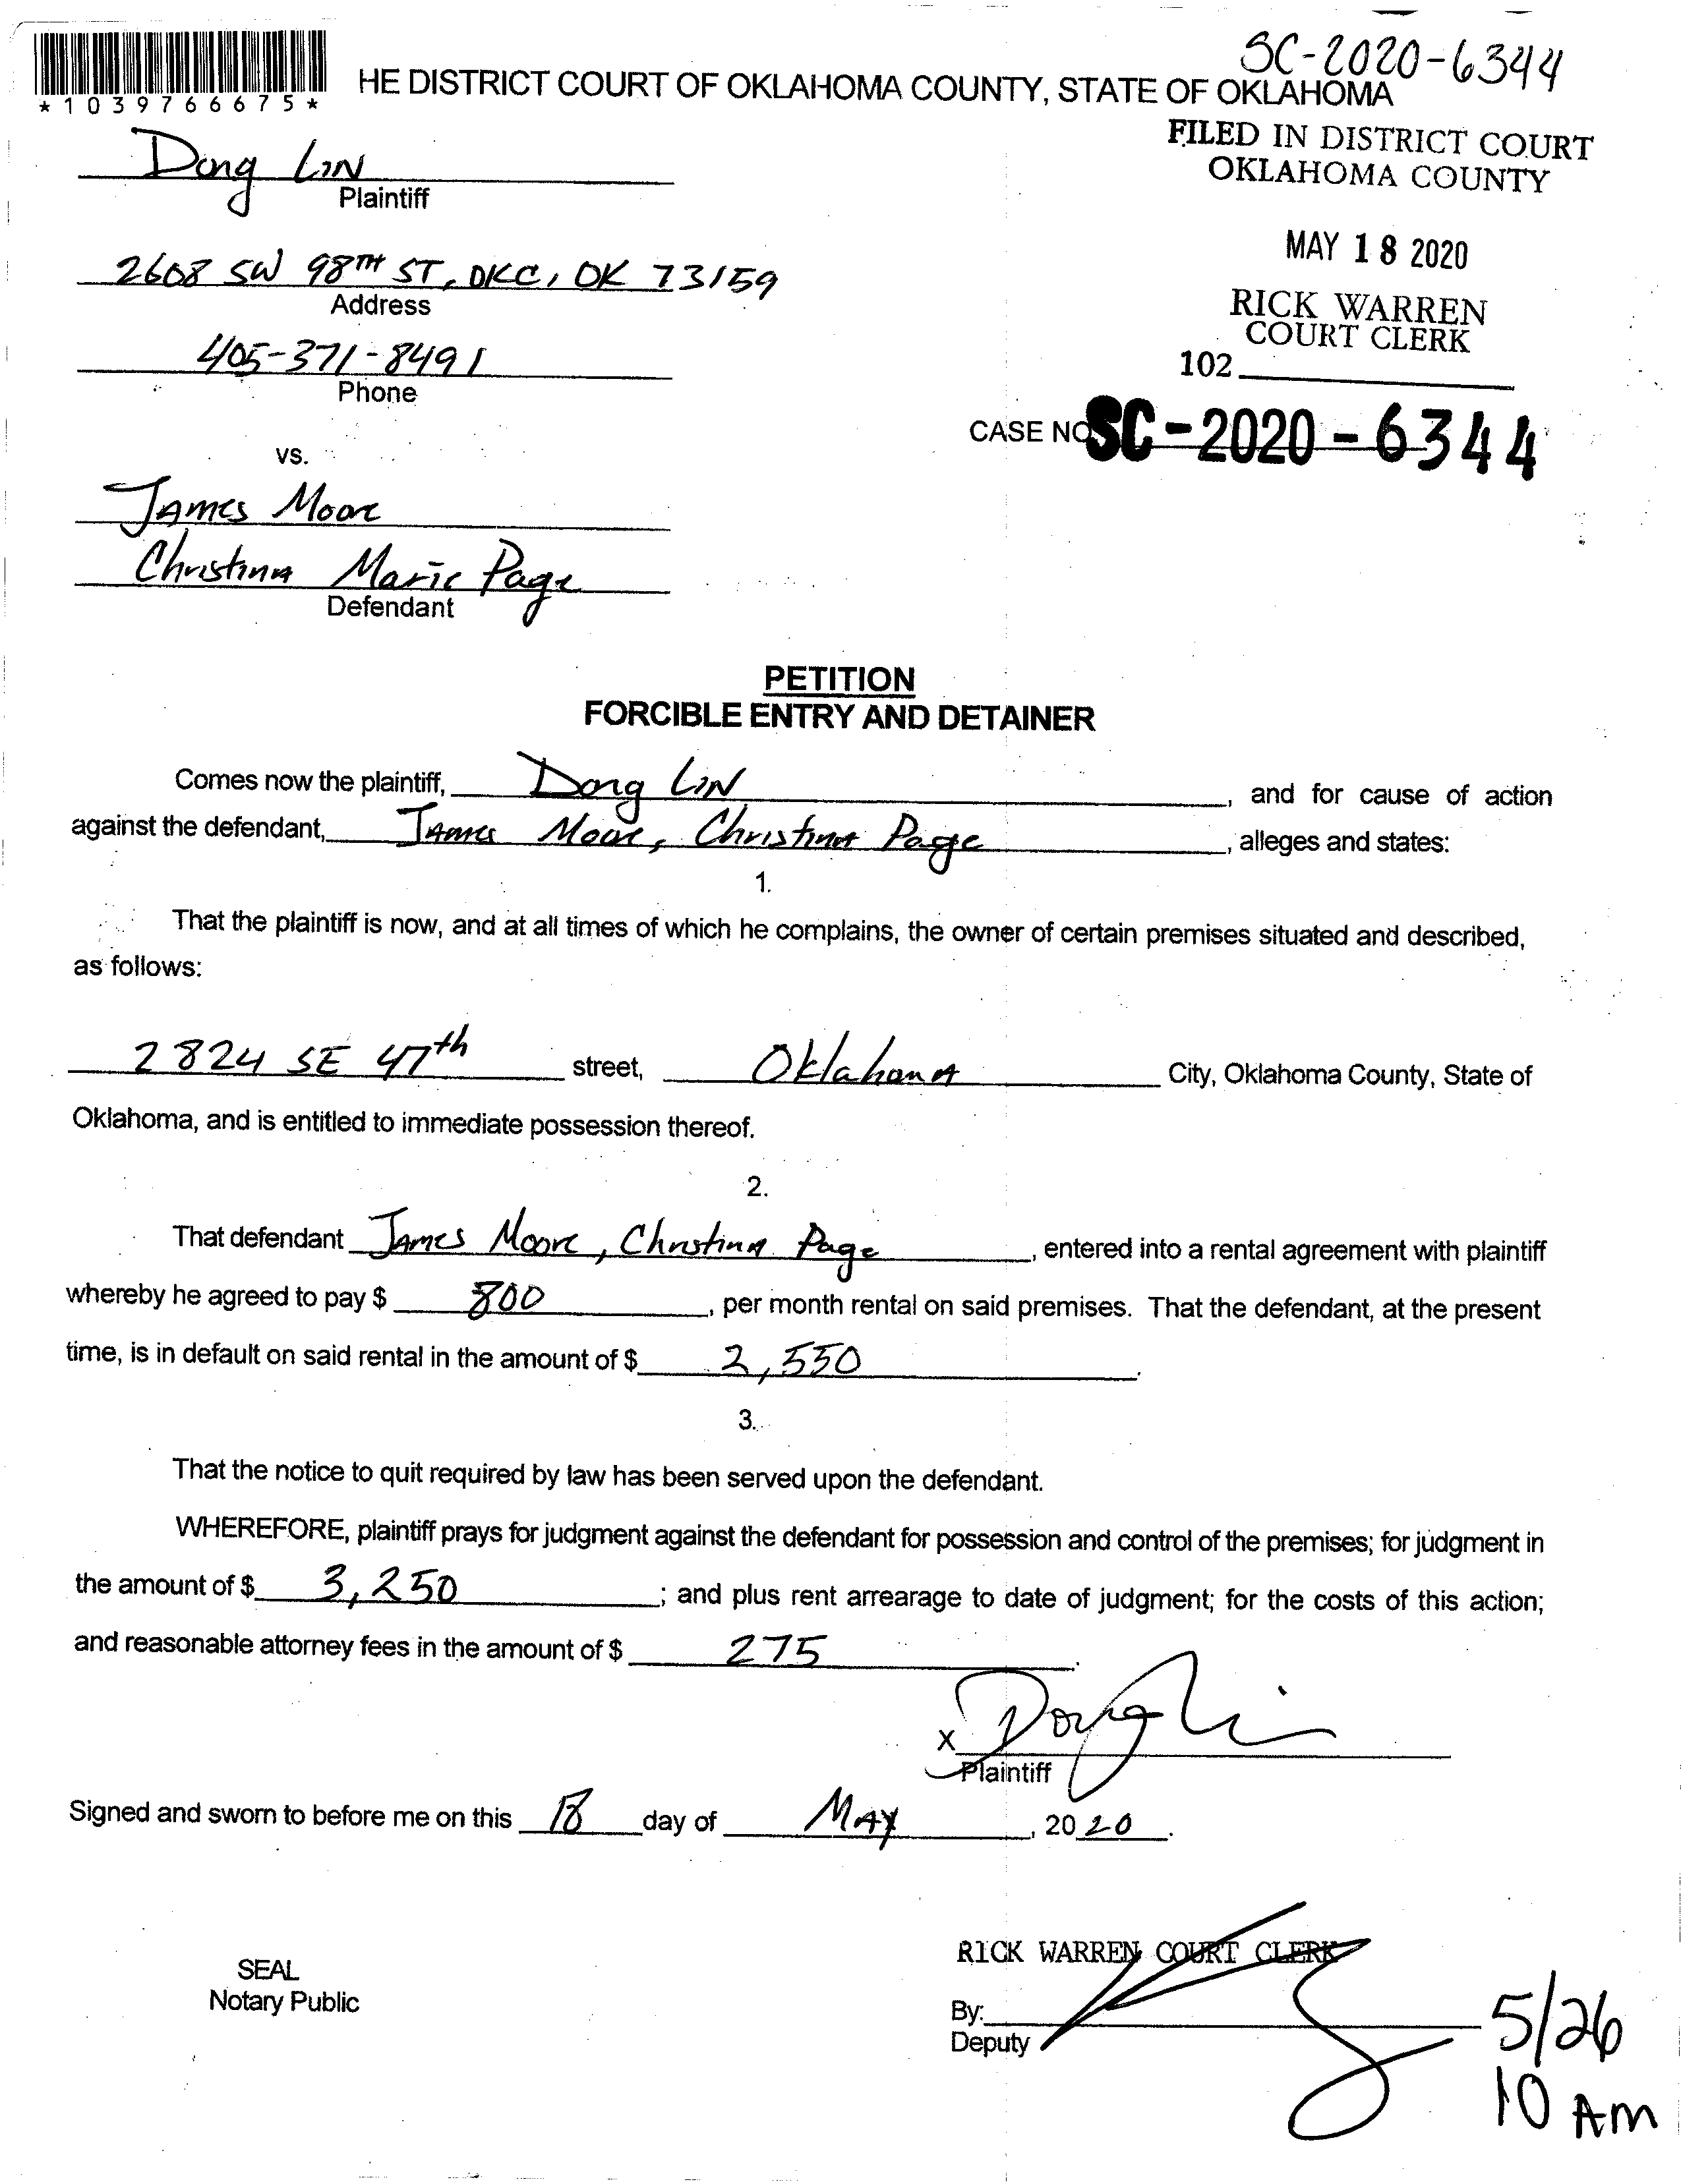 SC-2020-6344
*1039766675*
HE DISTRICT COURT OF OKLAHOMA COUNTY, STATE OF OKLAHOMA
FILED IN DISTRICT COURT
OKLAHOMA COUNTY
Dong LIN
Plaintiff
MAY 18 2020
2608 SW 98TH ST, OKC, OK 73159
Address
RICK WARREN
COURT CLERK
405-371-8491
Phone
102
CASE NO SC-2020-6344
vs.
JAMES Moore
Christina Marie Page
Defendant
PETITION
FORCIBLE ENTRY AND DETAINER
Comes now the plaintiff, Dong LIN, and for cause of action
against the defendant, James Moore, Christina Page, alleges and states:
1.
That the plaintiff is now, and at all times of which he complains, the owner of certain premises situated and described,
as follows:
2824 SE 47th street, Oklahoma City, Oklahoma County, State of
Oklahoma, and is entitled to immediate possession thereof.
2.
That defendant James Moore, Christina Page, entered into a rental agreement with plaintiff
whereby he agreed to pay $ 800, per month rental on said premises. That the defendant, at the present
time, is in default on said rental in the amount of $ 2,550.
3.
That the notice to quit required by law has been served upon the defendant.
WHEREFORE, plaintiff prays for judgment against the defendant for possession and control of the premises; for judgment in
the amount of $ 3,250; and plus rent arrearage to date of judgment; for the costs of this action;
and reasonable attorney fees in the amount of $ 275.
X Dong Lin
Plaintiff
Signed and sworn to before me on this 18 day of MAY, 2020.
RICK WARREN COURT CLERK
SEAL
Notary Public
By:
Deputy
5/26
10 AM